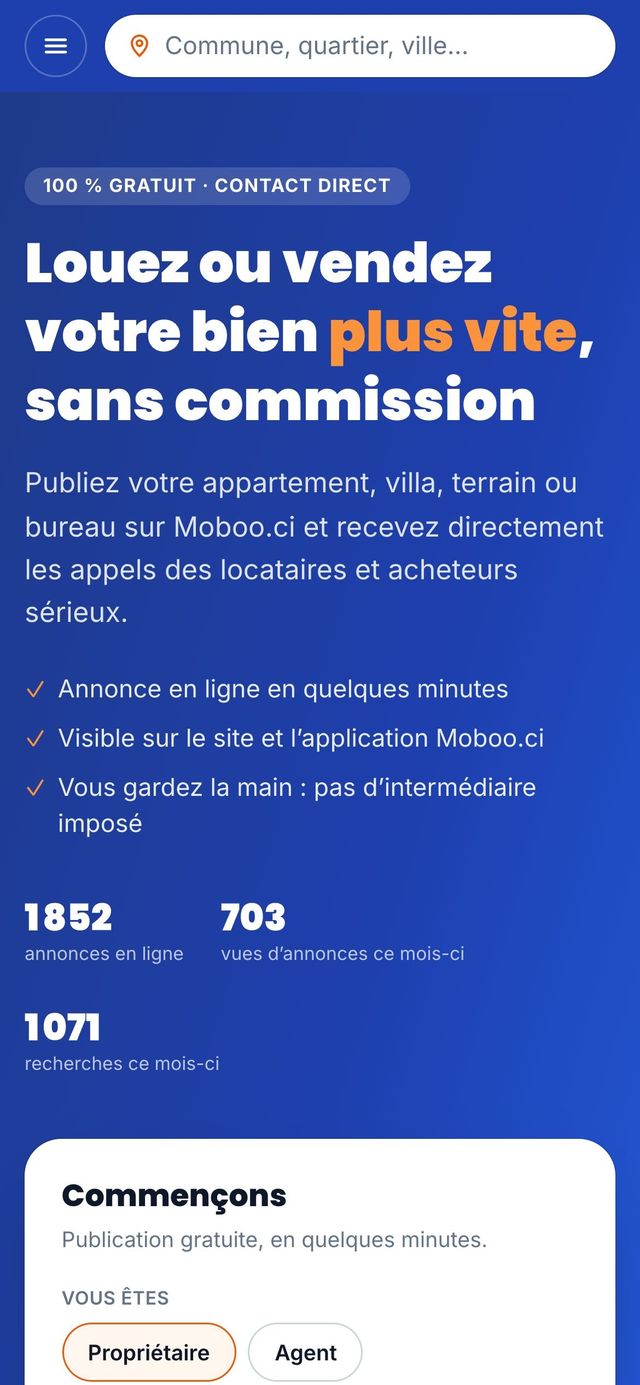 Commune, quartier, ville...
100 % GRATUIT · CONTACT DIRECT
Louez ou vendez
votre bien plus vite,
sans commission
Publiez votre appartement, villa, terrain ou
bureau sur Moboo.ci et recevez directement
les appels des locataires et acheteurs
sérieux.
✓ Annonce en ligne en quelques minutes
✓ Visible sur le site et l’application Moboo.ci
✓ Vous gardez la main : pas d’intermédiaire
imposé
1 852 703
annonces en ligne vues d’annonces ce mois-ci
1 071
recherches ce mois-ci
Commençons
Publication gratuite, en quelques minutes.
VOUS ÊTES
Propriétaire Agent